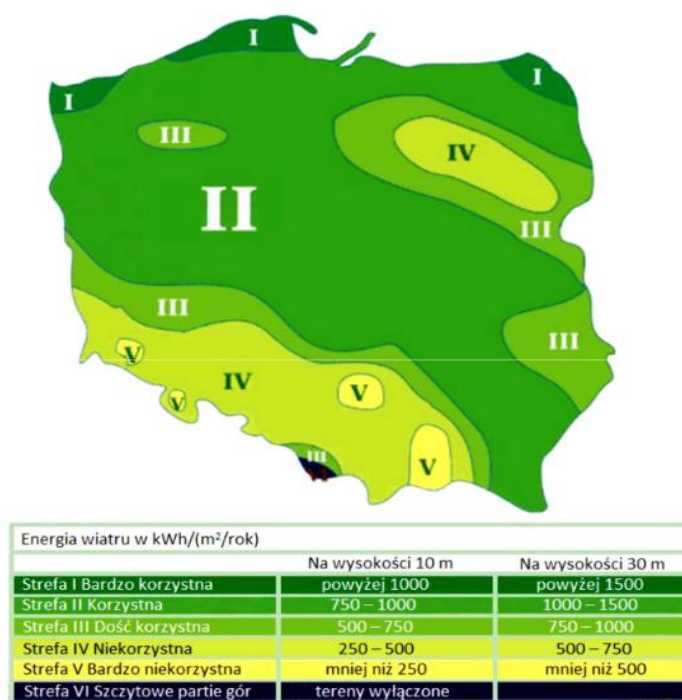 I
I
I
III
IV
II
III
III
III
V
IV
V
V
III
V
Energia wiatru w kWh/(m²/rok)
Na wysokości 10 m Na wysokości 30 m
Strefa I Bardzo korzystna powyżej 1000 powyżej 1500
Strefa II Korzystna 750 – 1000 1000 – 1500
Strefa III Dość korzystna 500 – 750 750 – 1000
Strefa IV Niekorzystna 250 – 500 500 – 750
Strefa V Bardzo niekorzystna mniej niż 250 mniej niż 500
Strefa VI Szczytowe partie gór tereny wyłączone